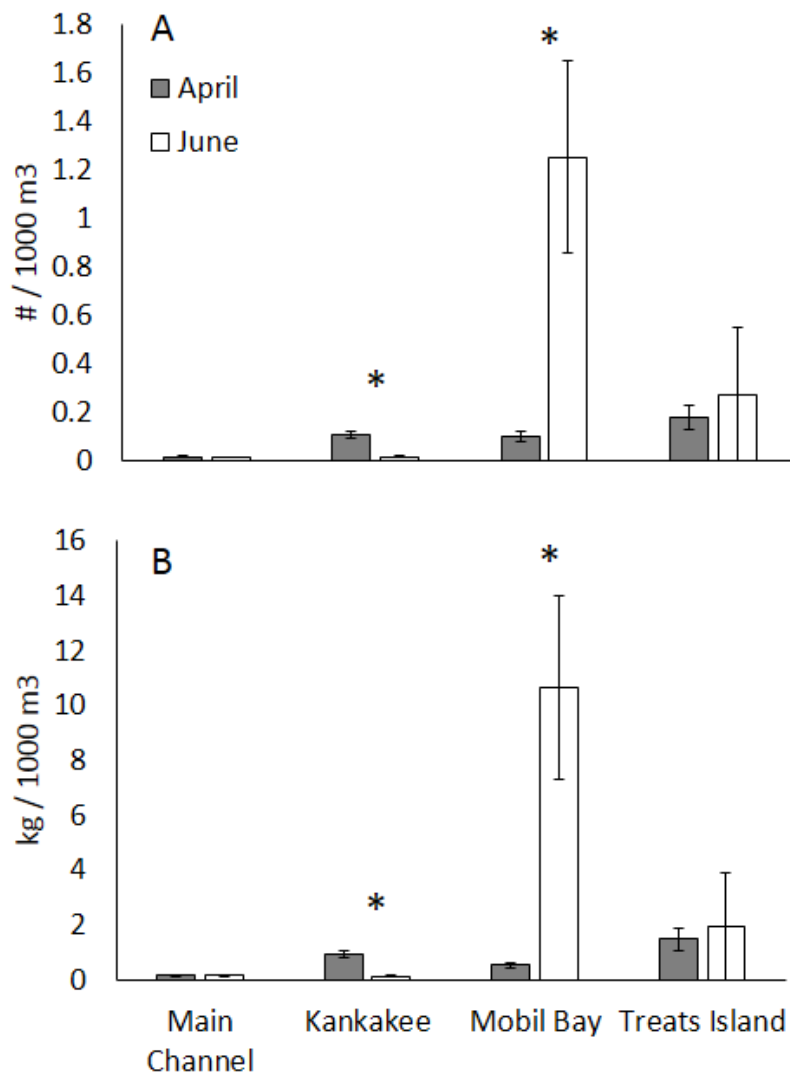 1.8
A
*
1.6
April
1.4
June
1.2
1
0.8
0.6
0.4
*
0.2
0
# / 1000 m3
16
B
*
14
12
10
8
6
4
*
2
0
kg / 1000 m3
Main Kankakee Mobil Bay Treats Island
Channel